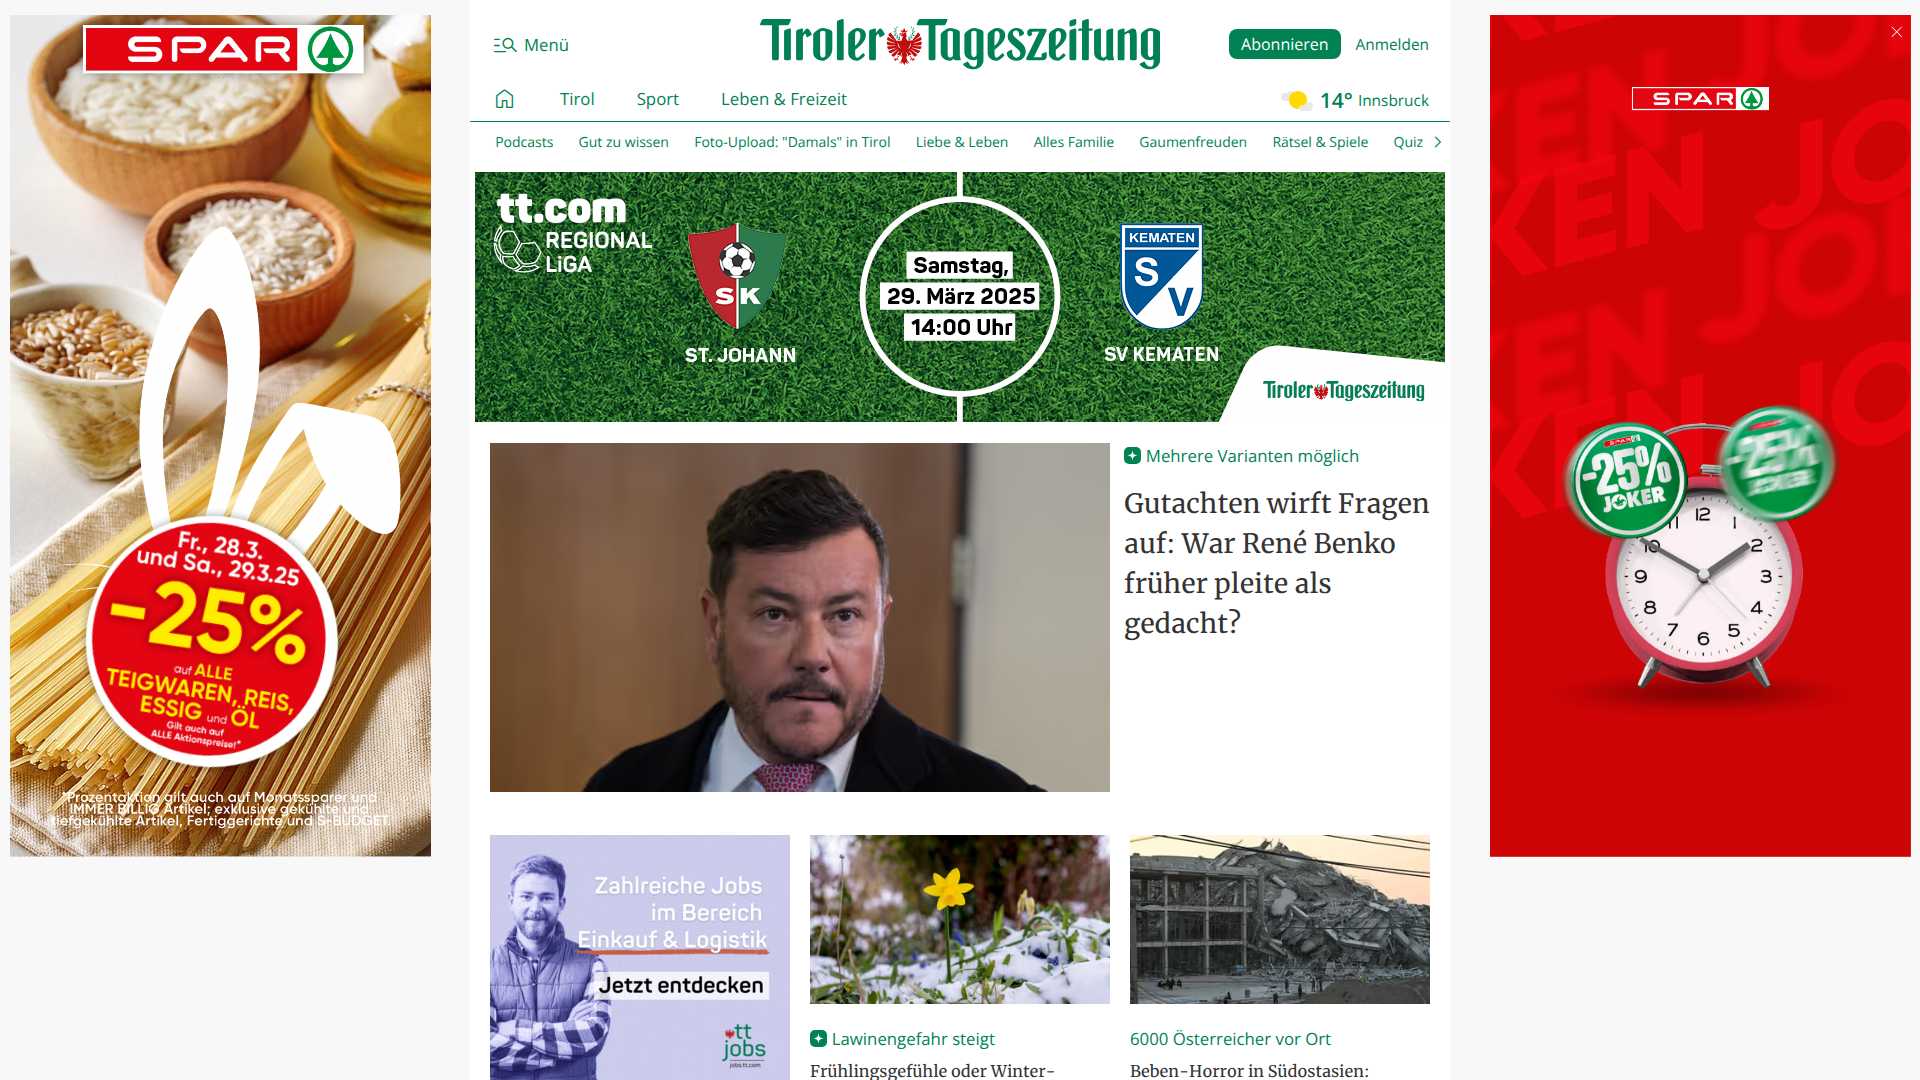 SPAR
Fr., 28.3.
und Sa., 29.3.25
-25%
auf ALLE
TEIGWAREN, REIS,
ESSIG und ÖL
Gilt auch auf
ALLE Aktionspreise!*
*Prozentaktion gilt auch auf Monatssparer und
IMMER BILLIG Artikel; exklusive gekühlte und
tiefgekühlte Artikel, Fertiggerichte und S-BUDGET.
Menü
Tiroler Tageszeitung
Abonnieren
Anmelden
Tirol
Sport
Leben & Freizeit
14° Innsbruck
Podcasts
Gut zu wissen
Foto-Upload: "Damals" in Tirol
Liebe & Leben
Alles Familie
Gaumenfreuden
Rätsel & Spiele
Quiz
tt.com
REGIONAL
LiGA
SK
ST. JOHANN
Samstag,
29. März 2025
14:00 Uhr
KEMATEN
S
V
SV KEMATEN
Tiroler Tageszeitung
Mehrere Varianten möglich
Gutachten wirft Fragen
auf: War René Benko
früher pleite als
gedacht?
Zahlreiche Jobs
im Bereich
Einkauf & Logistik
Jetzt entdecken
tt
jobs
jobs.tt.com
Lawinengefahr steigt
Frühlingsgefühle oder Winter-
6000 Österreicher vor Ort
Beben-Horror in Südostasien:
SPAR
JOKER
-25%
JOKER
-25%
JOKER
12
1
2
3
4
5
6
7
8
9
10
11